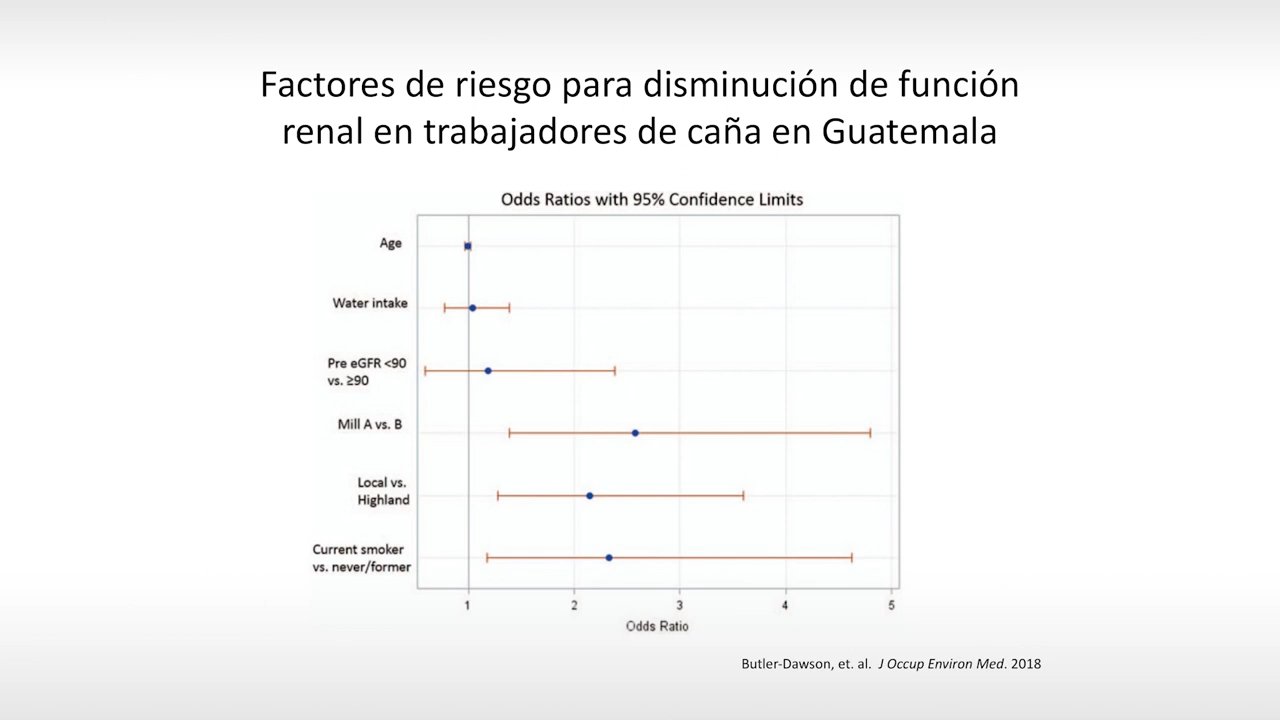 Factores de riesgo para disminución de función
renal en trabajadores de caña en Guatemala
Odds Ratios with 95% Confidence Limits
Age
Water intake
Pre eGFR <90
vs. ≥90
Mill A vs. B
Local vs.
Highland
Current smoker
vs. never/former
1 2 3 4 5
Odds Ratio
Butler-Dawson, et. al. J Occup Environ Med. 2018